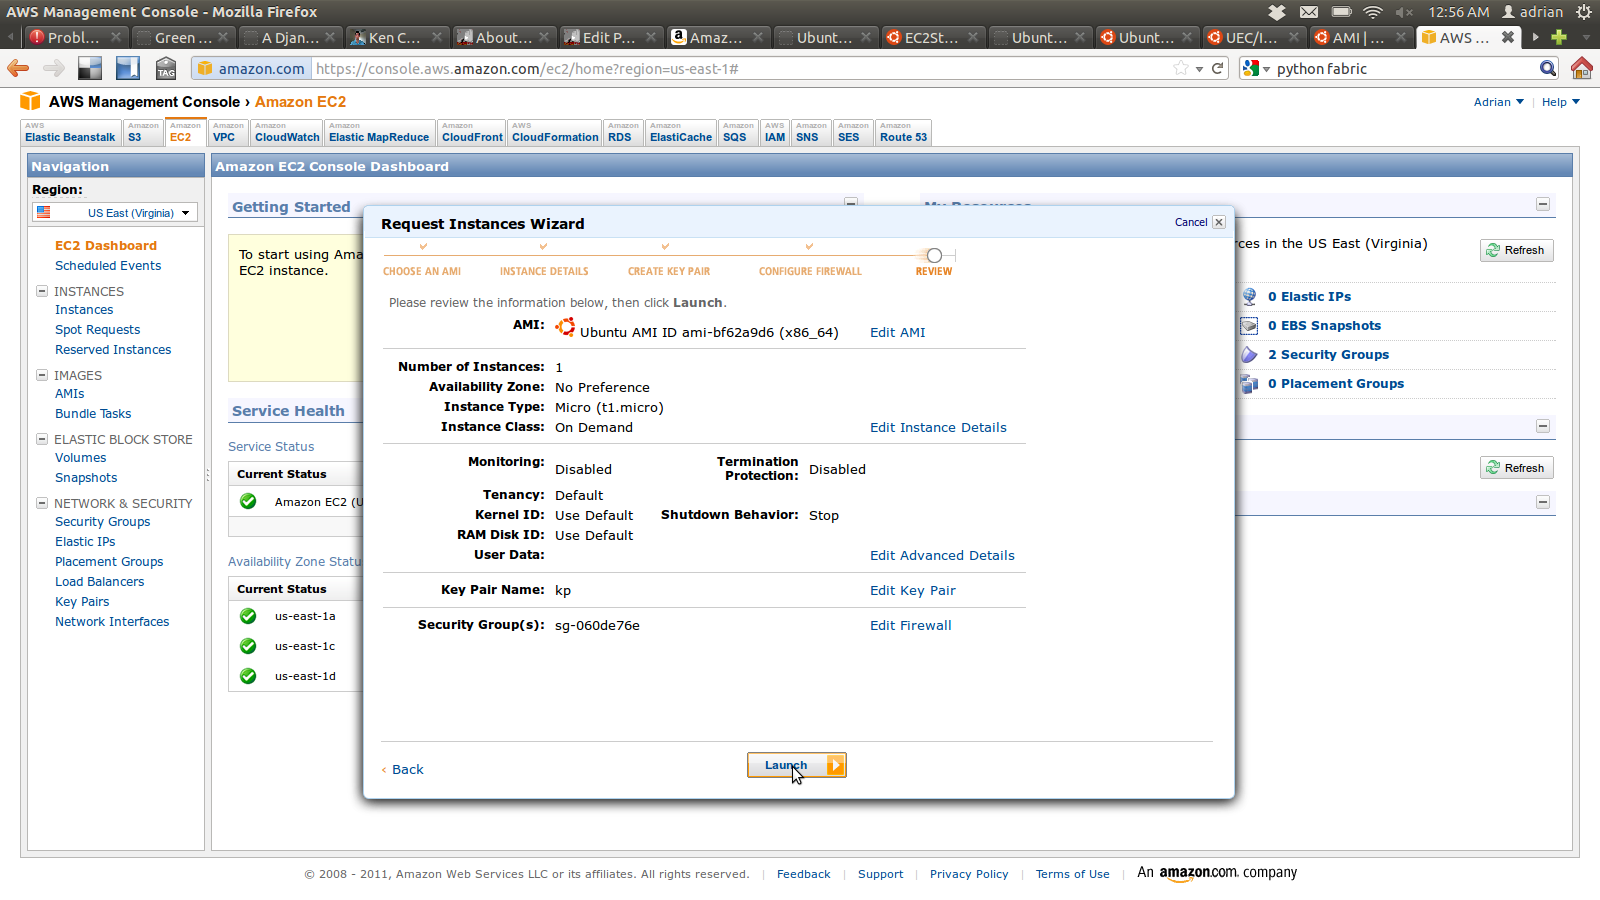 AWS Management Console - Mozilla Firefox
12:56 AM adrian
Probl...
Green ...
A Djan...
Ken C...
About...
Edit P...
Amaz...
Ubunt...
EC2St...
Ubunt...
Ubunt...
UEC/I...
AMI | ...
AWS ...
TAG
amazon.com
https://console.aws.amazon.com/ec2/home?region=us-east-1#
python fabric
AWS Management Console › Amazon EC2
Adrian | Help
AWS Elastic Beanstalk
Amazon S3
Amazon EC2
Amazon VPC
Amazon CloudWatch
Amazon Elastic MapReduce
Amazon CloudFront
AWS CloudFormation
Amazon RDS
Amazon ElastiCache
Amazon SQS
AWS IAM
Amazon SNS
Amazon SES
Amazon Route 53
Navigation
Region:
US East (Virginia)
EC2 Dashboard
Scheduled Events
INSTANCES
Instances
Spot Requests
Reserved Instances
IMAGES
AMIs
Bundle Tasks
ELASTIC BLOCK STORE
Volumes
Snapshots
NETWORK & SECURITY
Security Groups
Elastic IPs
Placement Groups
Load Balancers
Key Pairs
Network Interfaces
Amazon EC2 Console Dashboard
Getting Started
To start using Ama
EC2 instance.
Service Health
Service Status
Current Status
Amazon EC2 (U
Availability Zone Statu
Current Status
us-east-1a
us-east-1c
us-east-1d
My Resources
rces in the US East (Virginia)
Refresh
0 Elastic IPs
0 EBS Snapshots
2 Security Groups
0 Placement Groups
Refresh
Request Instances Wizard
Cancel
CHOOSE AN AMI
INSTANCE DETAILS
CREATE KEY PAIR
CONFIGURE FIREWALL
REVIEW
Please review the information below, then click Launch.
AMI: Ubuntu AMI ID ami-bf62a9d6 (x86_64) Edit AMI
Number of Instances: 1
Availability Zone: No Preference
Instance Type: Micro (t1.micro)
Instance Class: On Demand Edit Instance Details
Monitoring: Disabled Termination Protection: Disabled
Tenancy: Default
Kernel ID: Use Default Shutdown Behavior: Stop
RAM Disk ID: Use Default
User Data: Edit Advanced Details
Key Pair Name: kp Edit Key Pair
Security Group(s): sg-060de76e Edit Firewall
‹ Back
Launch
© 2008 - 2011, Amazon Web Services LLC or its affiliates. All rights reserved. | Feedback | Support | Privacy Policy | Terms of Use | An amazon.com. company